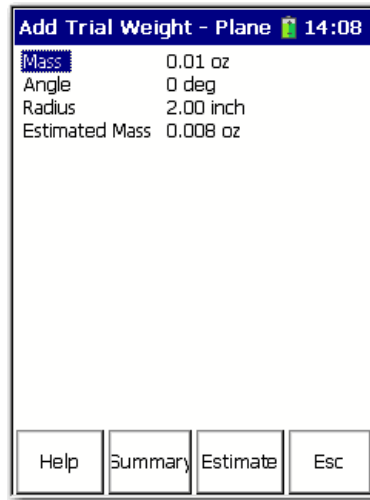 Add Trial Weight - Plane 14:08
Mass 0.01 oz
Angle 0 deg
Radius 2.00 inch
Estimated Mass 0.008 oz
Help Summary Estimate Esc